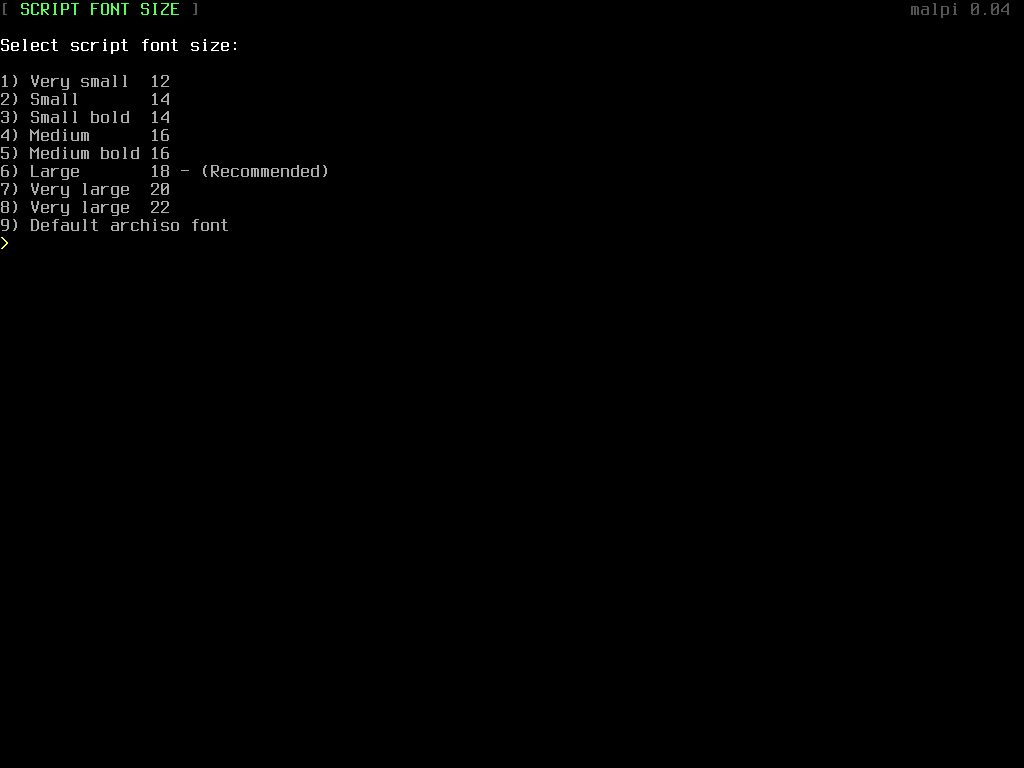 [ SCRIPT FONT SIZE ] malpi 0.04
Select script font size:
1) Very small 12
2) Small 14
3) Small bold 14
4) Medium 16
5) Medium bold 16
6) Large 18 - (Recommended)
7) Very large 20
8) Very large 22
9) Default archiso font
>